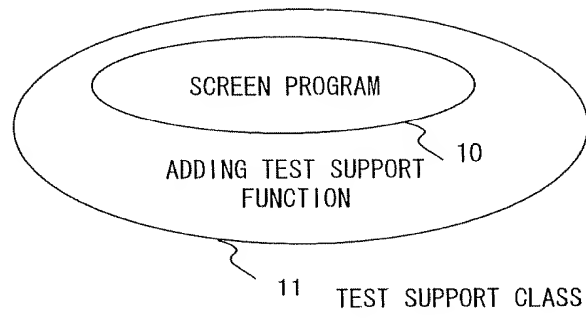 SCREEN PROGRAM
10
ADDING TEST SUPPORT
FUNCTION
11
TEST SUPPORT CLASS